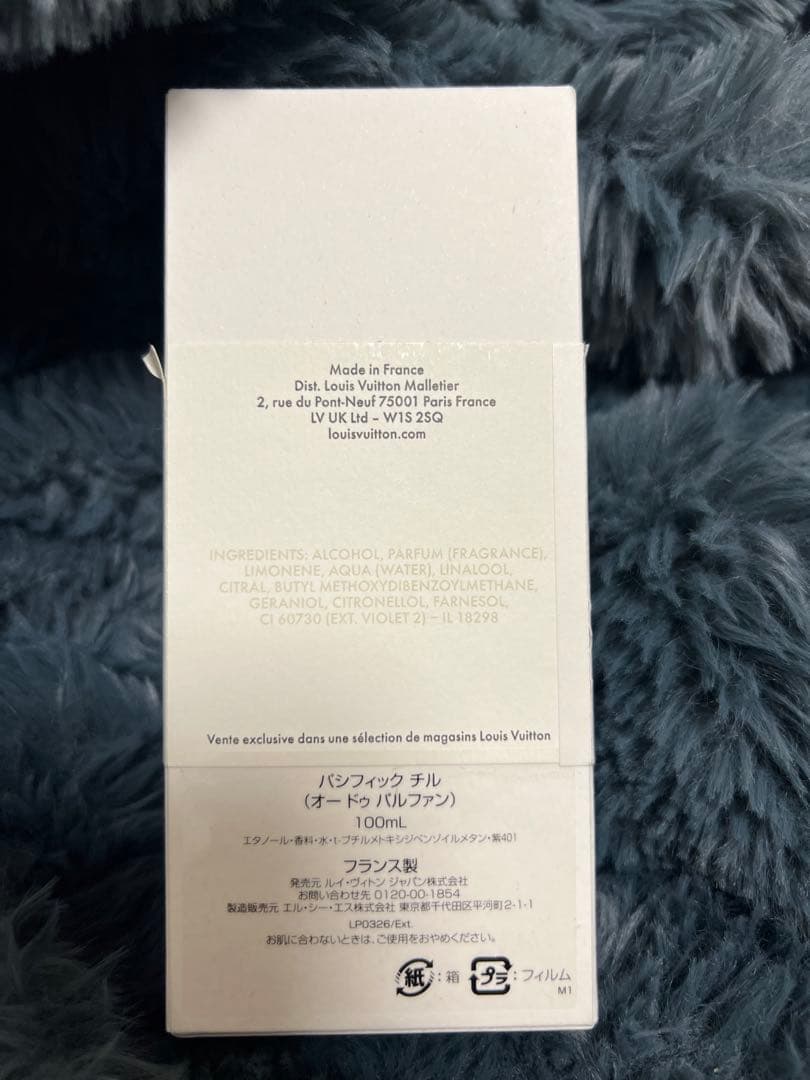 Made in France
Dist. Louis Vuitton Malletier
2, rue du Pont-Neuf 75001 Paris France
LV UK Ltd – W1S 2SQ
louisvuitton.com
INGREDIENTS: ALCOHOL, PARFUM (FRAGRANCE),
LIMONENE, AQUA (WATER), LINALOOL,
CITRAL, BUTYL METHOXYDIBENZOYLMETHANE,
GERANIOL, CITRONELLOL, FARNESOL,
CI 60730 (EXT. VIOLET 2) – IL 18298
Vente exclusive dans une sélection de magasins Louis Vuitton
パシフィック チル
(オー ドゥ パルファン)
100mL
エタノール・香料・水・t-ブチルメトキシジベンゾイルメタン・紫401
フランス製
発売元 ルイ・ヴィトン ジャパン株式会社
お問い合わせ先 0120-00-1854
製造販売元 エル・シー・エス株式会社 東京都千代田区平河町2-1-1
LP0326/Ext.
お肌に合わないときは、ご使用をおやめください。
紙:箱 プラ:フィルム
M1